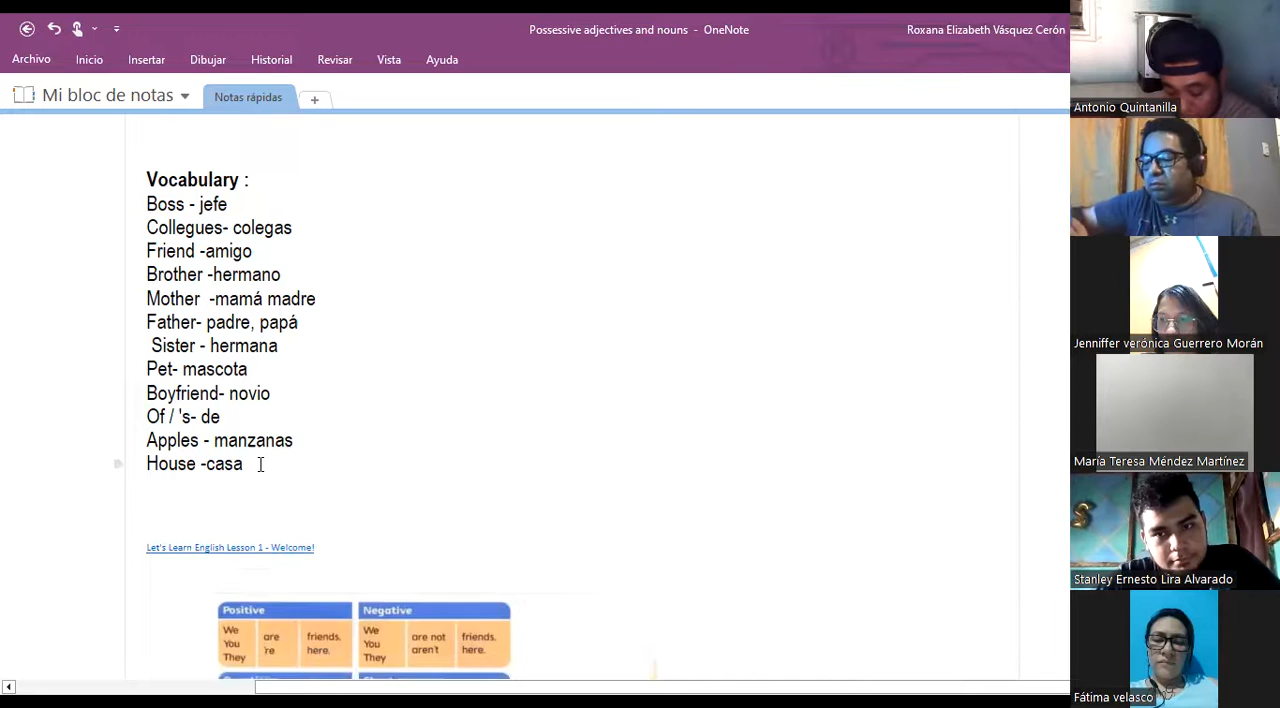 Possessive adjectives and nouns - OneNote
Roxana Elizabeth Vásquez Cerón
Archivo Inicio Insertar Dibujar Historial Revisar Vista Ayuda
Mi bloc de notas Notas rápidas
Vocabulary :
Boss - jefe
Collegues- colegas
Friend -amigo
Brother -hermano
Mother -mamá madre
Father- padre, papá
Sister - hermana
Pet- mascota
Boyfriend- novio
Of / 's- de
Apples - manzanas
House -casa
Let's Learn English Lesson 1 - Welcome!
Positive Negative
We are friends. We are not friends.
You 're here. You aren't here.
They They
Antonio Quintanilla
Jenniffer verónica Guerrero Morán
María Teresa Méndez Martínez
Stanley Ernesto Lira Alvarado
Fátima velasco